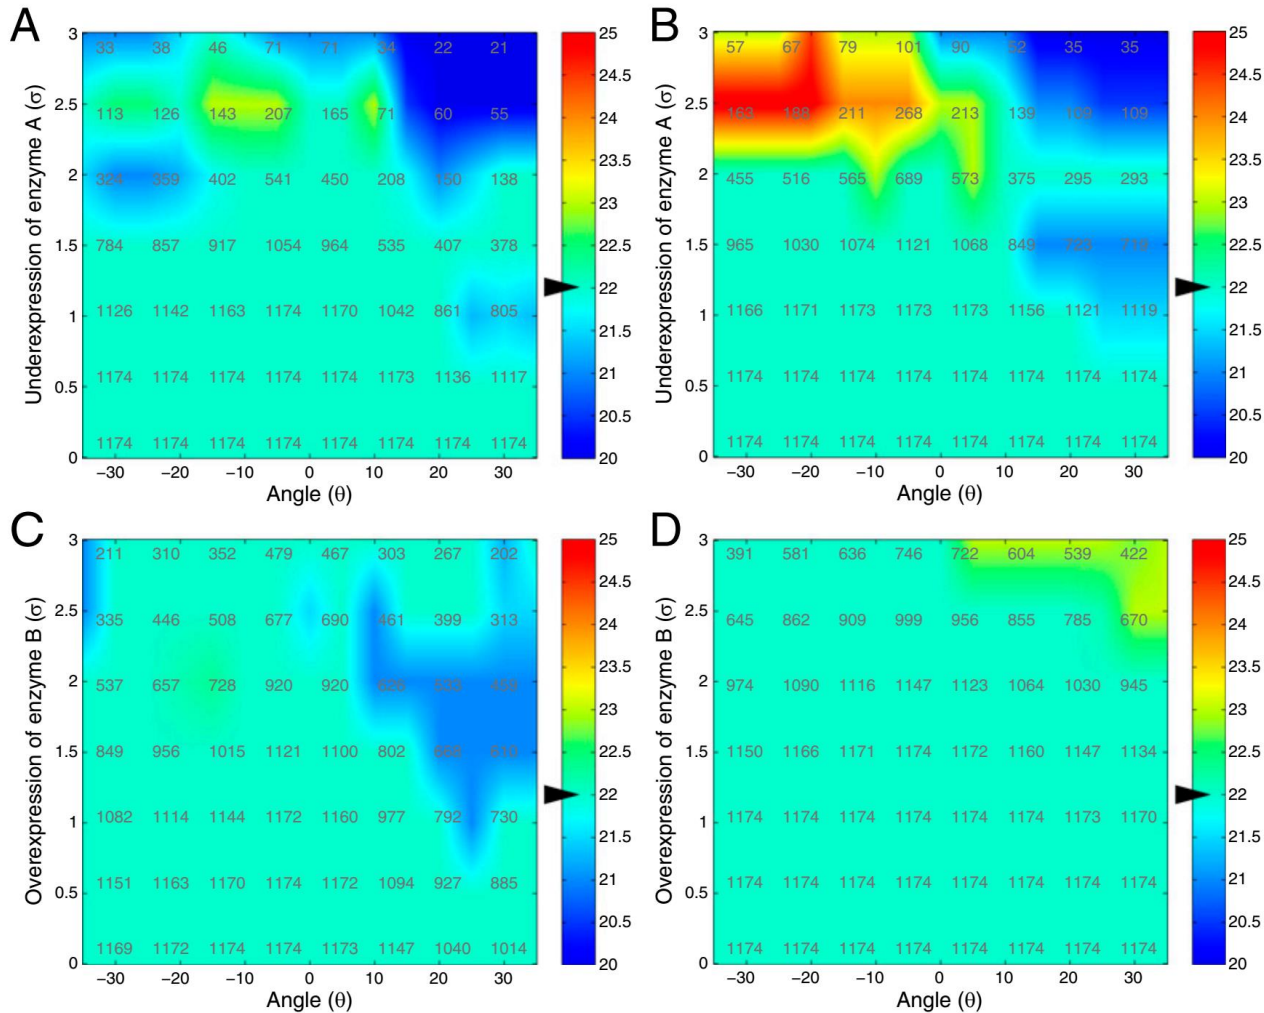 A
3 33 38 46 71 71 34 22 21
2.5 113 126 143 207 165 71 60 55
2 324 359 402 541 450 208 150 138
1.5 784 857 917 1054 964 535 407 378
1 1126 1142 1163 1174 1170 1042 861 805
0.5 1174 1174 1174 1174 1174 1173 1136 1117
0 1174 1174 1174 1174 1174 1174 1174 1174
−30 −20 −10 0 10 20 30
Angle (θ)
Underexpression of enzyme A (σ)
25
24.5
24
23.5
23
22.5
22
21.5
21
20.5
20
B
3 57 67 79 101 90 52 35 35
2.5 163 188 211 268 213 139 109 109
2 455 516 565 689 573 375 295 293
1.5 965 1030 1074 1121 1068 849
1 1166 1171 1173 1173 1173 1156 1121 1119
0.5 1174 1174 1174 1174 1174 1174 1174 1174
0 1174 1174 1174 1174 1174 1174 1174 1174
−30 −20 −10 0 10 20 30
Angle (θ)
Underexpression of enzyme A (σ)
25
24.5
24
23.5
23
22.5
22
21.5
21
20.5
20
C
3 211 310 352 479 467 303 267 202
2.5 335 446 508 677 690 461 399 313
2 537 657 728 920 920
1.5 849 956 1015 1121 1100 802
1 1082 1114 1144 1172 1160 977 792 730
0.5 1151 1163 1170 1174 1172 1094 927 885
0 1169 1172 1174 1174 1173 1147 1040 1014
−30 −20 −10 0 10 20 30
Angle (θ)
Overexpression of enzyme B (σ)
25
24.5
24
23.5
23
22.5
22
21.5
21
20.5
20
D
3 391 581 636 746 722 604 539 422
2.5 645 862 909 999 956 855 785 670
2 974 1090 1116 1147 1123 1064 1030 945
1.5 1150 1166 1171 1174 1172 1160 1147 1134
1 1174 1174 1174 1174 1174 1174 1173 1170
0.5 1174 1174 1174 1174 1174 1174 1174 1174
0 1174 1174 1174 1174 1174 1174 1174 1174
−30 −20 −10 0 10 20 30
Angle (θ)
Overexpression of enzyme B (σ)
25
24.5
24
23.5
23
22.5
22
21.5
21
20.5
20